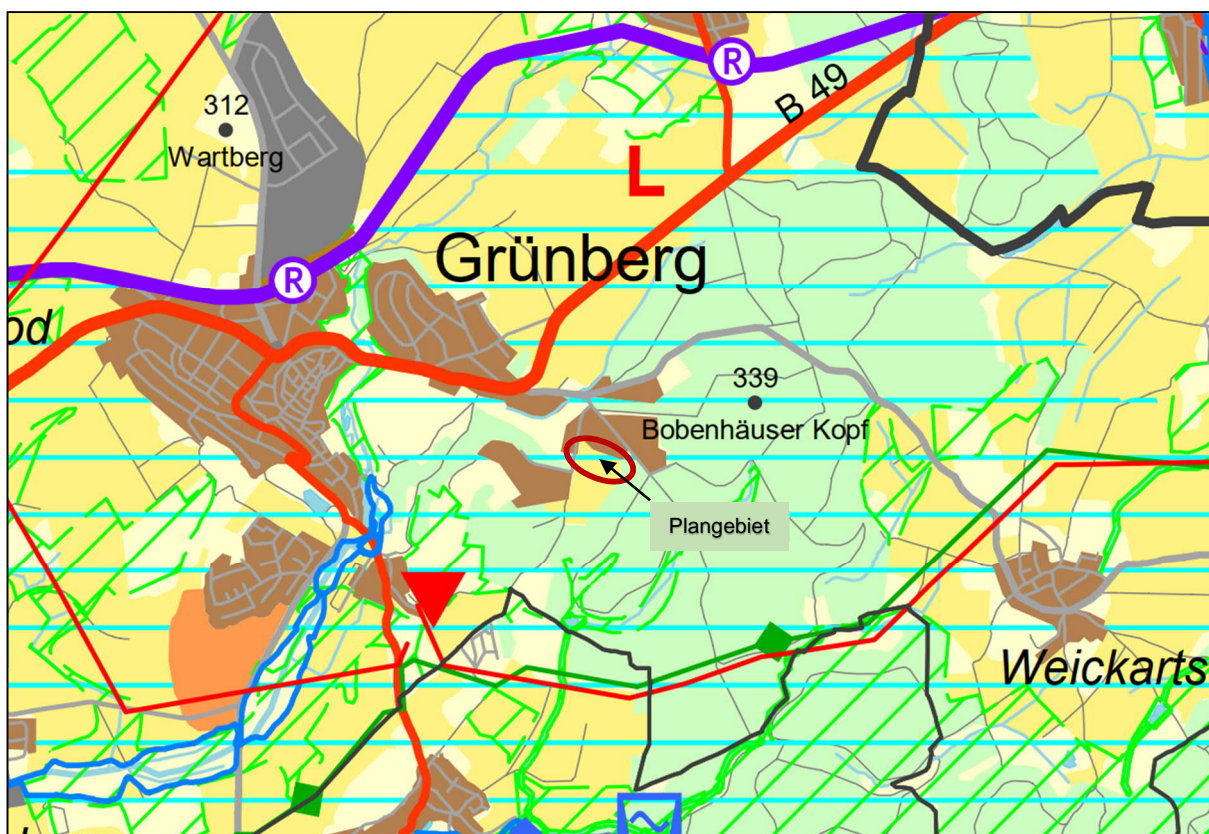 R
B 49
312
Wartberg
L
Grünberg
R
od
339
Bobenhäuser Kopf
Plangebiet
Weickarts